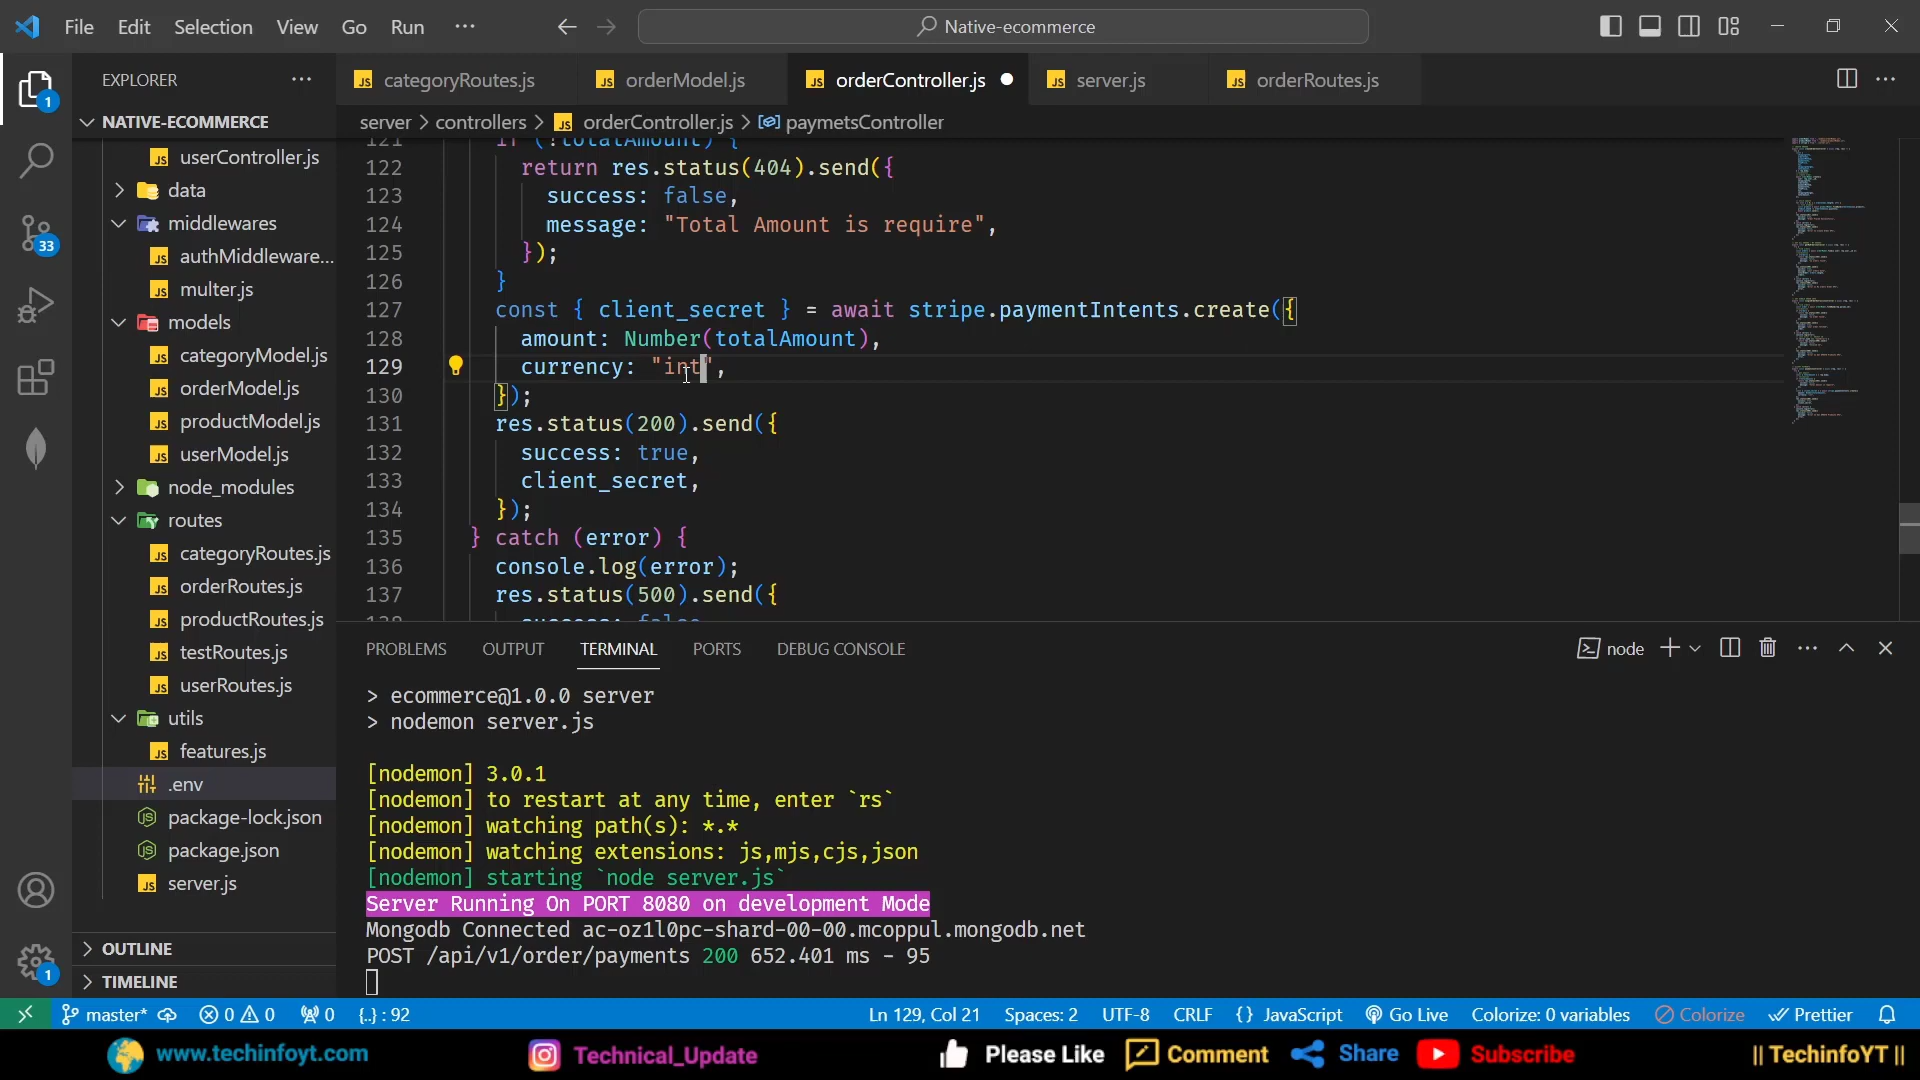 File Edit Selection View Go Run ···
Native-ecommerce
EXPLORER ···
categoryRoutes.js orderModel.js orderController.js server.js orderRoutes.js
NATIVE-ECOMMERCE
server > controllers > orderController.js > paymetsController
userController.js
data
middlewares
authMiddleware...
multer.js
models
categoryModel.js
orderModel.js
productModel.js
userModel.js
node_modules
routes
categoryRoutes.js
orderRoutes.js
productRoutes.js
testRoutes.js
userRoutes.js
utils
features.js
.env
package-lock.json
package.json
server.js
OUTLINE
TIMELINE
1
33
1
121 if (!totalAmount) {
122 return res.status(404).send({
123 success: false,
124 message: "Total Amount is require",
125 });
126 }
127 const { client_secret } = await stripe.paymentIntents.create({
128 amount: Number(totalAmount),
129 currency: "int",
130 });
131 res.status(200).send({
132 success: true,
133 client_secret,
134 });
135 } catch (error) {
136 console.log(error);
137 res.status(500).send({
138 success: false
PROBLEMS OUTPUT TERMINAL PORTS DEBUG CONSOLE
node
> ecommerce@1.0.0 server
> nodemon server.js
[nodemon] 3.0.1
[nodemon] to restart at any time, enter `rs`
[nodemon] watching path(s): *.*
[nodemon] watching extensions: js,mjs,cjs,json
[nodemon] starting `node server.js`
Server Running On PORT 8080 on development Mode
Mongodb Connected ac-oz1l0pc-shard-00-00.mcoppul.mongodb.net
POST /api/v1/order/payments 200 652.401 ms - 95
master* 0 0 0 {..} : 92 Ln 129, Col 21 Spaces: 2 UTF-8 CRLF {} JavaScript Go Live Colorize: 0 variables Colorize Prettier
www.techinfoyt.com Technical_Update Please Like Comment Share Subscribe || TechinfoYT ||